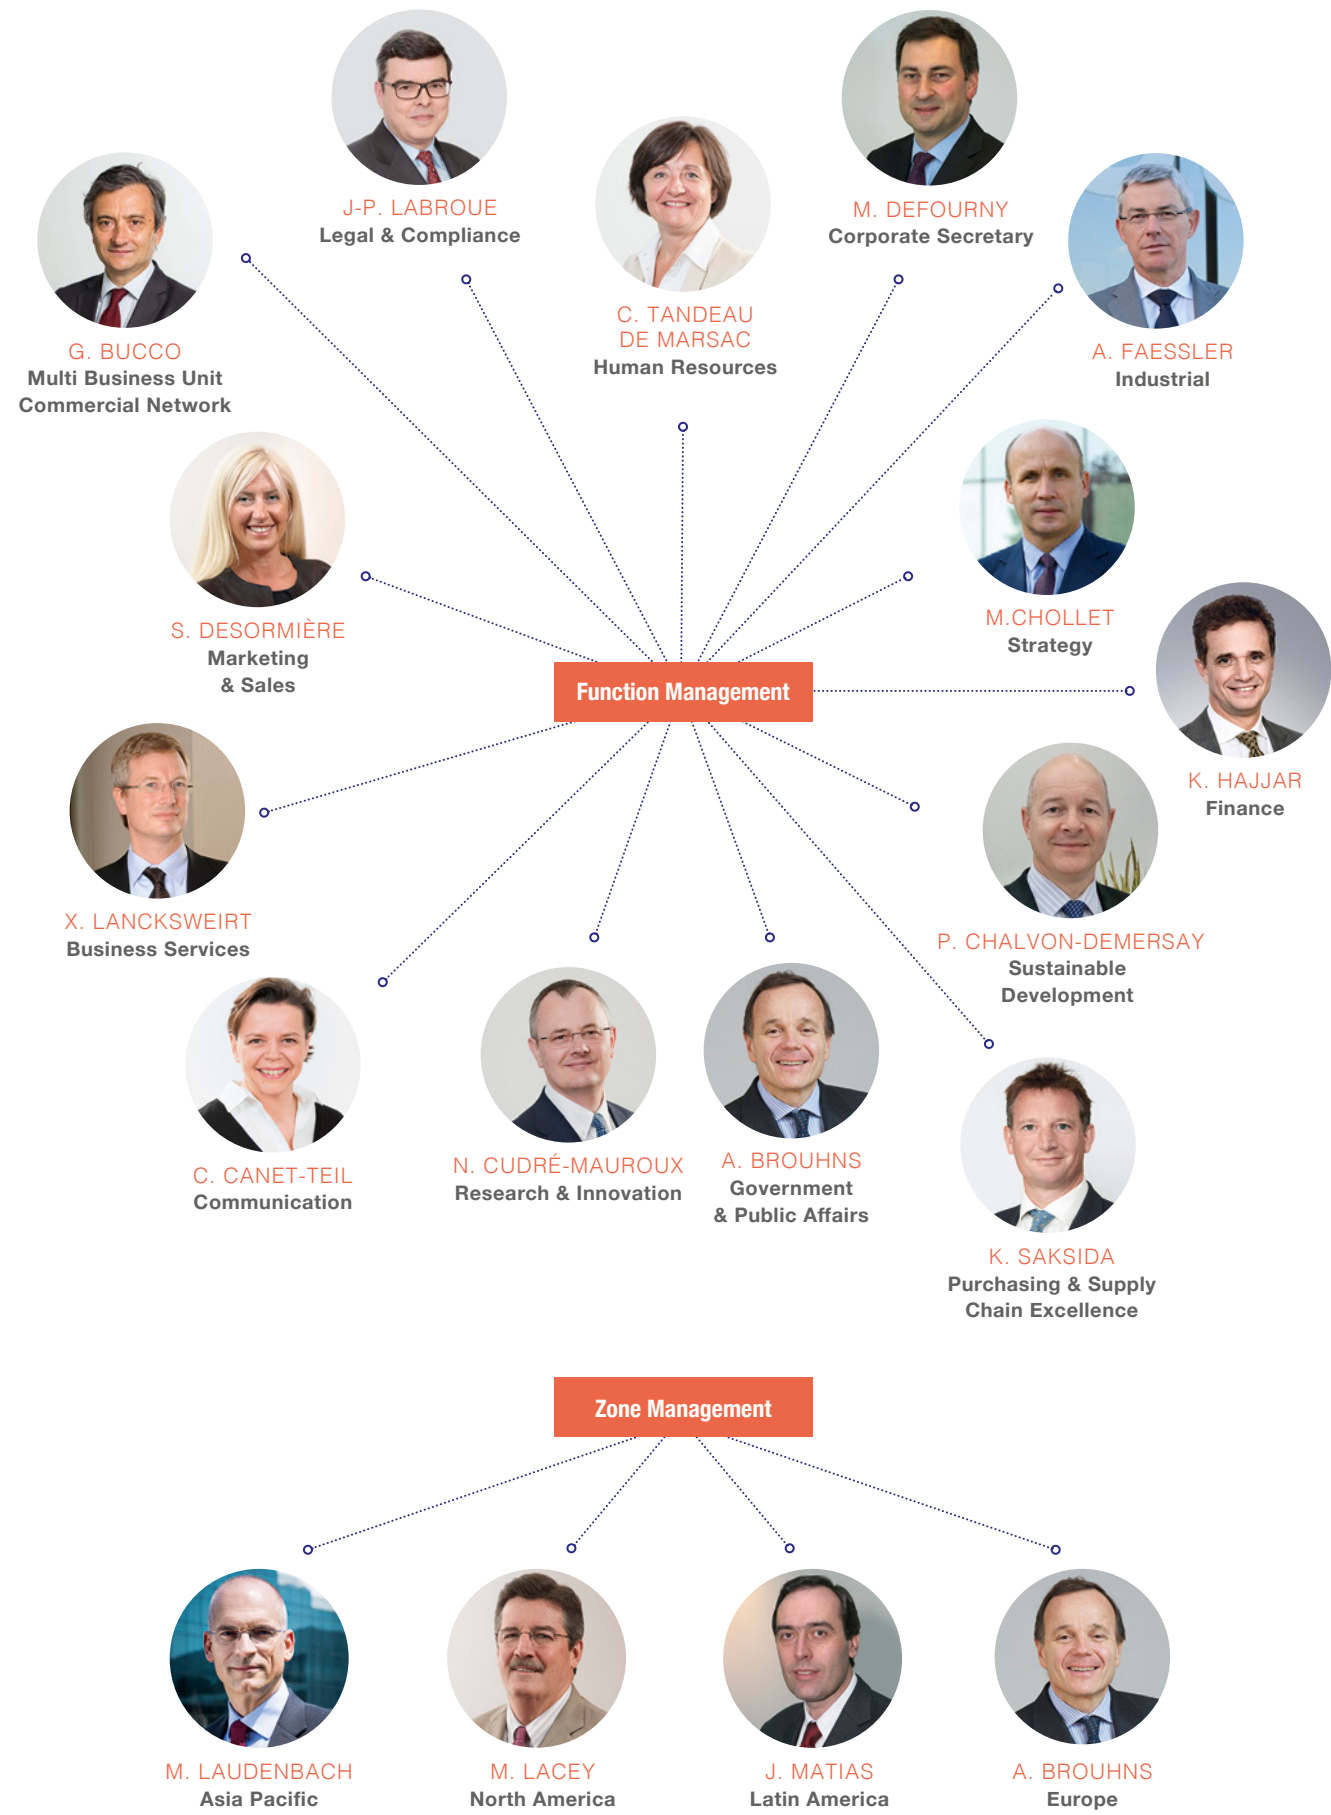 J-P. LABROUE
Legal & Compliance
M. DEFOURNY
Corporate Secretary
C. TANDEAU
DE MARSAC
Human Resources
G. BUCCO
Multi Business Unit
Commercial Network
A. FAESSLER
Industrial
S. DESORMIÈRE
Marketing
& Sales
M.CHOLLET
Strategy
Function Management
K. HAJJAR
Finance
X. LANCKSWEIRT
Business Services
P. CHALVON-DEMERSAY
Sustainable
Development
C. CANET-TEIL
Communication
N. CUDRÉ-MAUROUX
Research & Innovation
A. BROUHNS
Government
& Public Affairs
K. SAKSIDA
Purchasing & Supply
Chain Excellence
Zone Management
M. LAUDENBACH
Asia Pacific
M. LACEY
North America
J. MATIAS
Latin America
A. BROUHNS
Europe